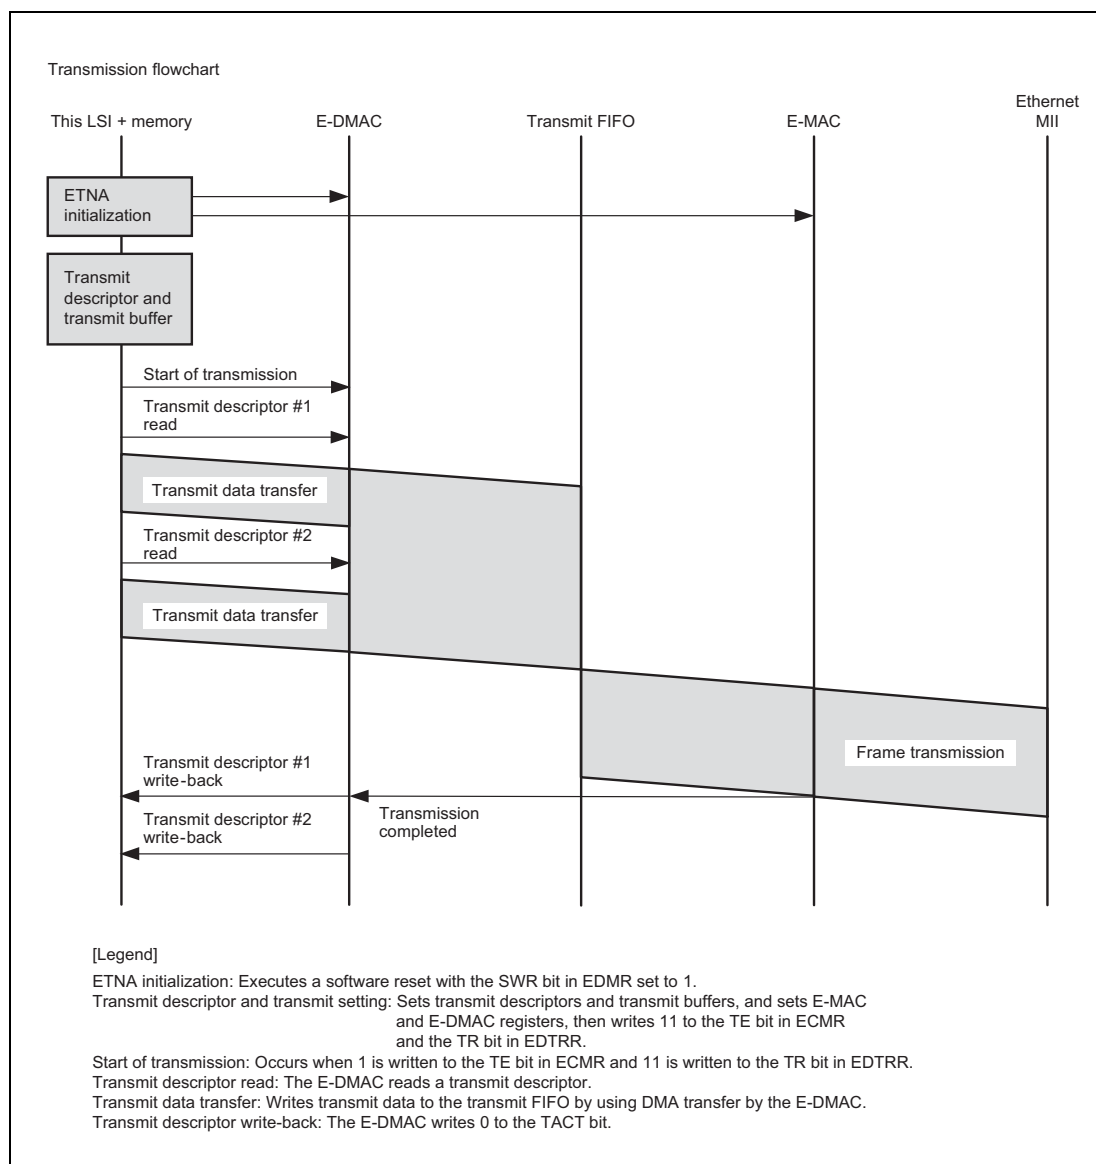 Transmission flowchart
This LSI + memory
E-DMAC
Transmit FIFO
E-MAC
Ethernet
MII
ETNA
initialization
Transmit
descriptor and
transmit buffer
Start of transmission
Transmit descriptor #1
read
Transmit data transfer
Transmit descriptor #2
read
Transmit data transfer
Frame transmission
Transmit descriptor #1
write-back
Transmission
completed
Transmit descriptor #2
write-back
[Legend]
ETNA initialization: Executes a software reset with the SWR bit in EDMR set to 1.
Transmit descriptor and transmit setting: Sets transmit descriptors and transmit buffers, and sets E-MAC
and E-DMAC registers, then writes 11 to the TE bit in ECMR
and the TR bit in EDTRR.
Start of transmission: Occurs when 1 is written to the TE bit in ECMR and 11 is written to the TR bit in EDTRR.
Transmit descriptor read: The E-DMAC reads a transmit descriptor.
Transmit data transfer: Writes transmit data to the transmit FIFO by using DMA transfer by the E-DMAC.
Transmit descriptor write-back: The E-DMAC writes 0 to the TACT bit.